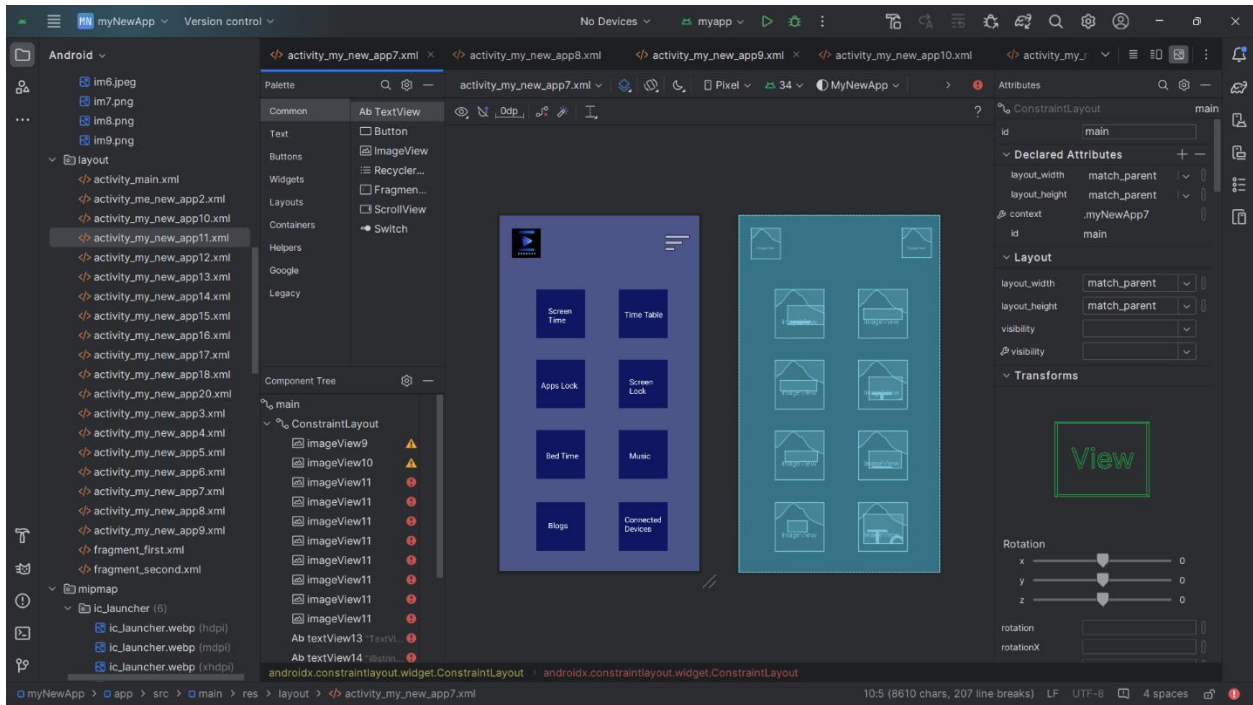 MN myNewApp Version control No Devices myapp
Android
activity_my_new_app7.xml
activity_my_new_app8.xml
activity_my_new_app9.xml
activity_my_new_app10.xml
im6.jpeg
im7.png
im8.png
im9.png
layout
activity_main.xml
activity_me_new_app2.xml
activity_my_new_app10.xml
activity_my_new_app11.xml
activity_my_new_app12.xml
activity_my_new_app13.xml
activity_my_new_app14.xml
activity_my_new_app15.xml
activity_my_new_app16.xml
activity_my_new_app17.xml
activity_my_new_app18.xml
activity_my_new_app20.xml
activity_my_new_app3.xml
activity_my_new_app4.xml
activity_my_new_app5.xml
activity_my_new_app6.xml
activity_my_new_app7.xml
activity_my_new_app8.xml
activity_my_new_app9.xml
fragment_first.xml
fragment_second.xml
mipmap
ic_launcher (6)
ic_launcher.webp (hdpi)
ic_launcher.webp (mdpi)
ic_launcher.webp (xhdpi)
Palette
Common
Text
Buttons
Widgets
Layouts
Containers
Helpers
Google
Legacy
Ab TextView
Button
ImageView
Recycler...
Fragmen...
ScrollView
Switch
Component Tree
main
ConstraintLayout
imageView9
imageView10
imageView11
imageView11
imageView11
imageView11
imageView11
imageView11
imageView11
imageView11
Ab textView13
Ab textView14
activity_my_new_app7.xml Pixel 34 MyNewApp
0dp
?
Screen
Time
Time Table
Apps Lock
Screen
Lock
Bed Time
Music
Blogs
Connected
Devices
Attributes
ConstraintLayout main
id main
Declared Attributes
layout_width match_parent
layout_height match_parent
context .myNewApp7
id main
Layout
layout_width match_parent
layout_height match_parent
visibility
visibility
Transforms
View
Rotation
x 0
y 0
z 0
rotation
rotationX
androidx.constraintlayout.widget.ConstraintLayout androidx.constraintlayout.widget.ConstraintLayout
myNewApp > app > src > main > res > layout > activity_my_new_app7.xml 10:5 (8610 chars, 207 line breaks) LF UTF-8 4 spaces